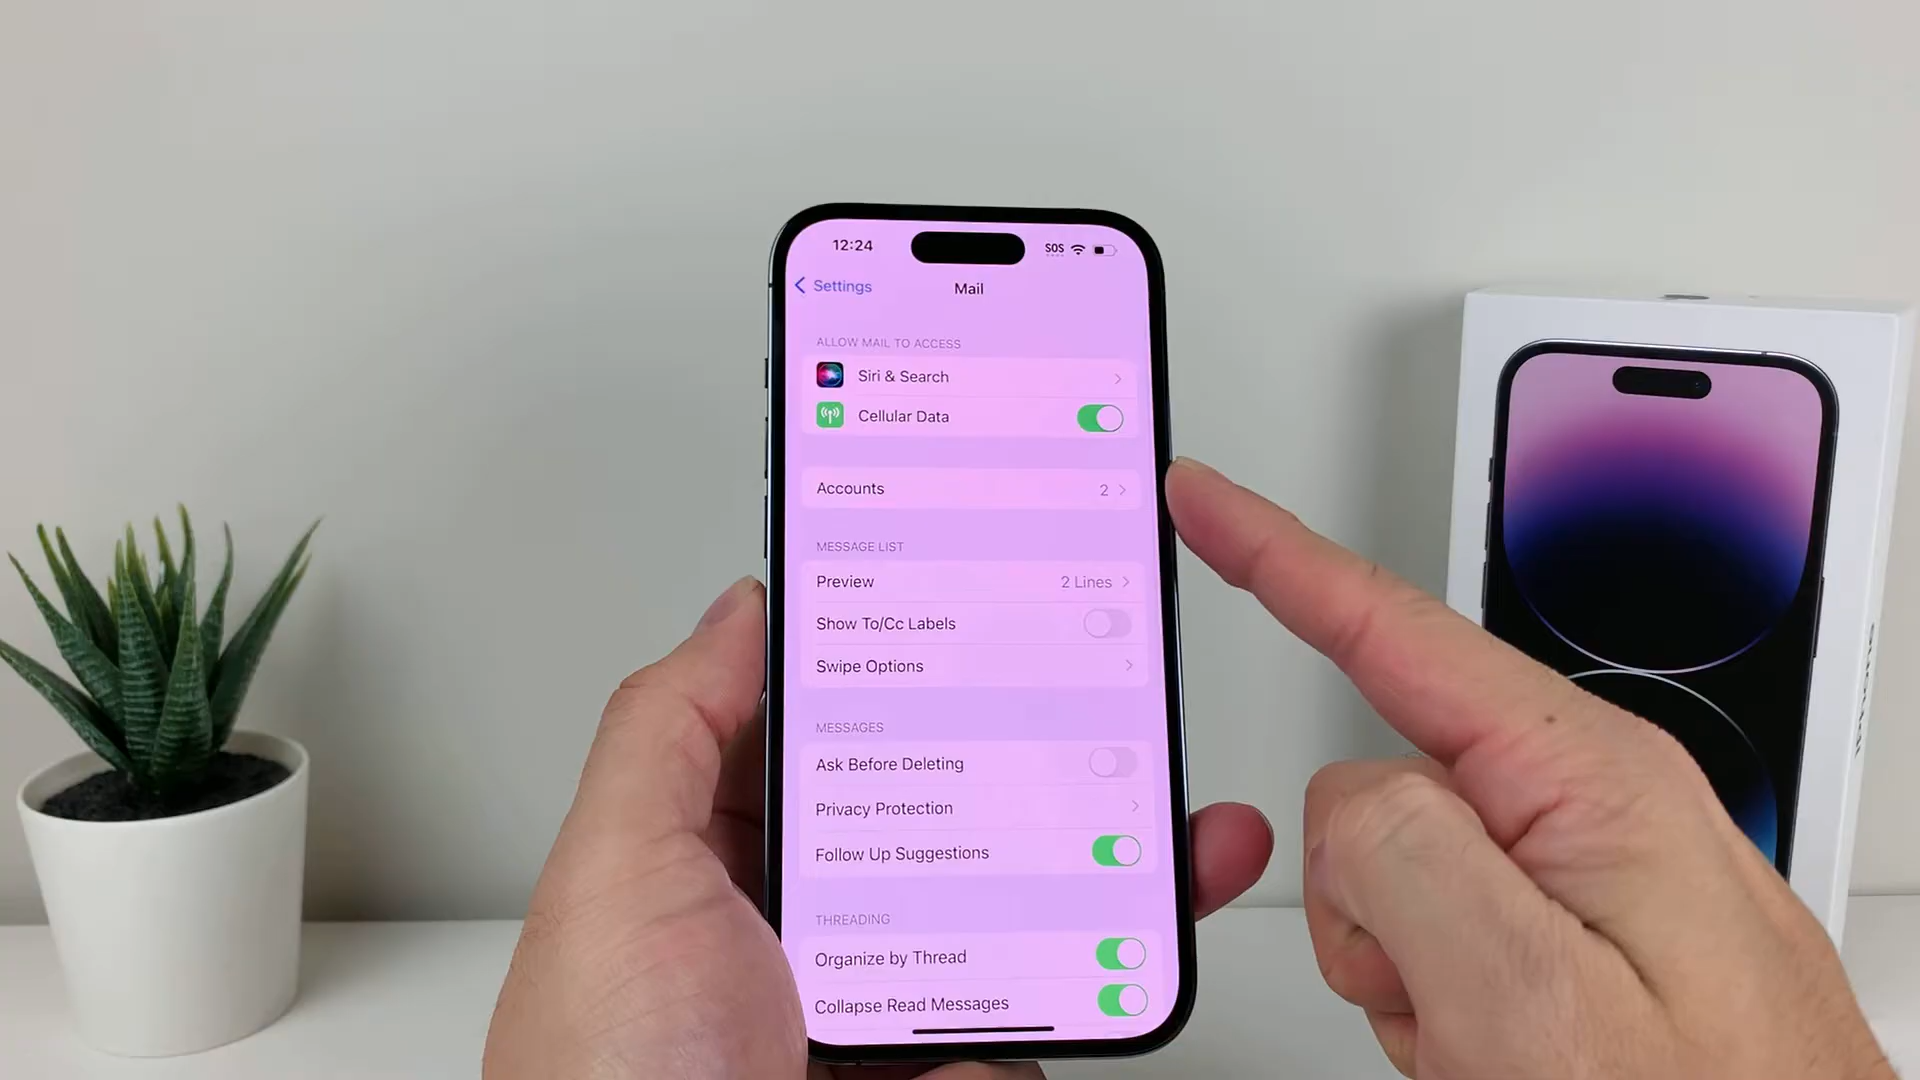 12:24 SOS
Settings Mail
ALLOW MAIL TO ACCESS
Siri & Search
Cellular Data
Accounts 2
MESSAGE LIST
Preview 2 Lines
Show To/Cc Labels
Swipe Options
MESSAGES
Ask Before Deleting
Privacy Protection
Follow Up Suggestions
THREADING
Organize by Thread
Collapse Read Messages
iPhone